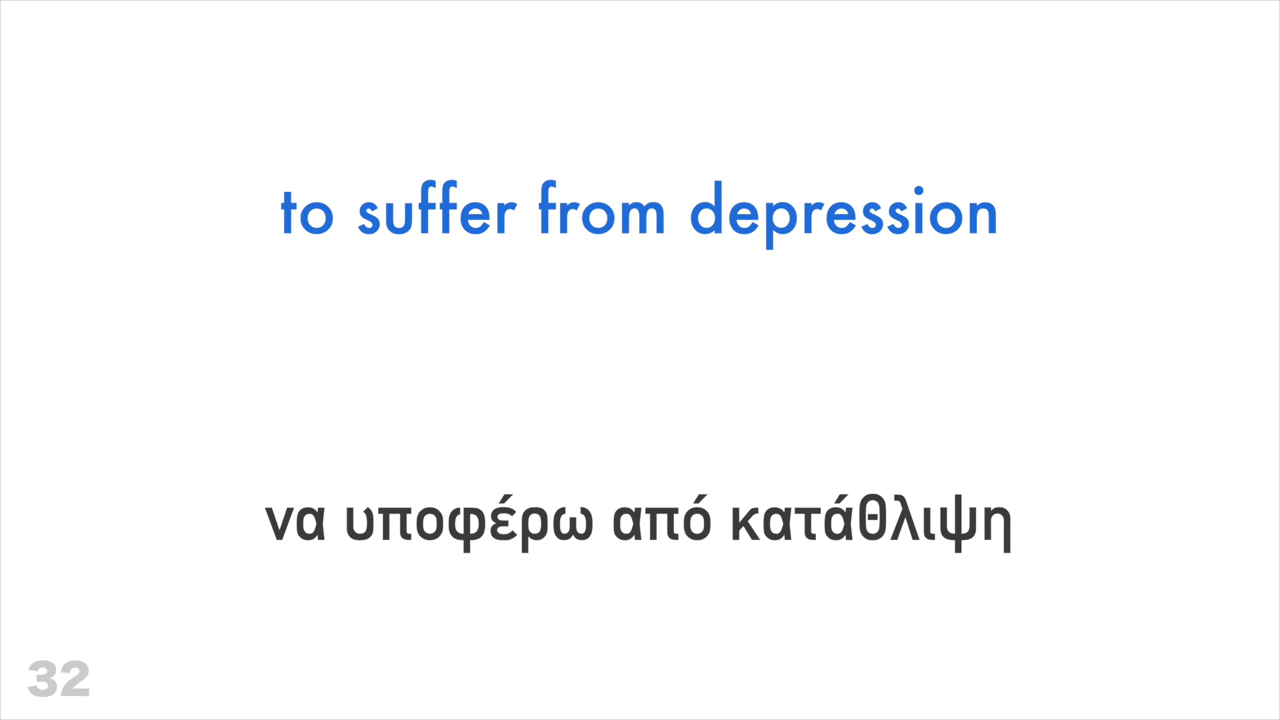 to suffer from depression
να υποφέρω από κατάθλιψη
32